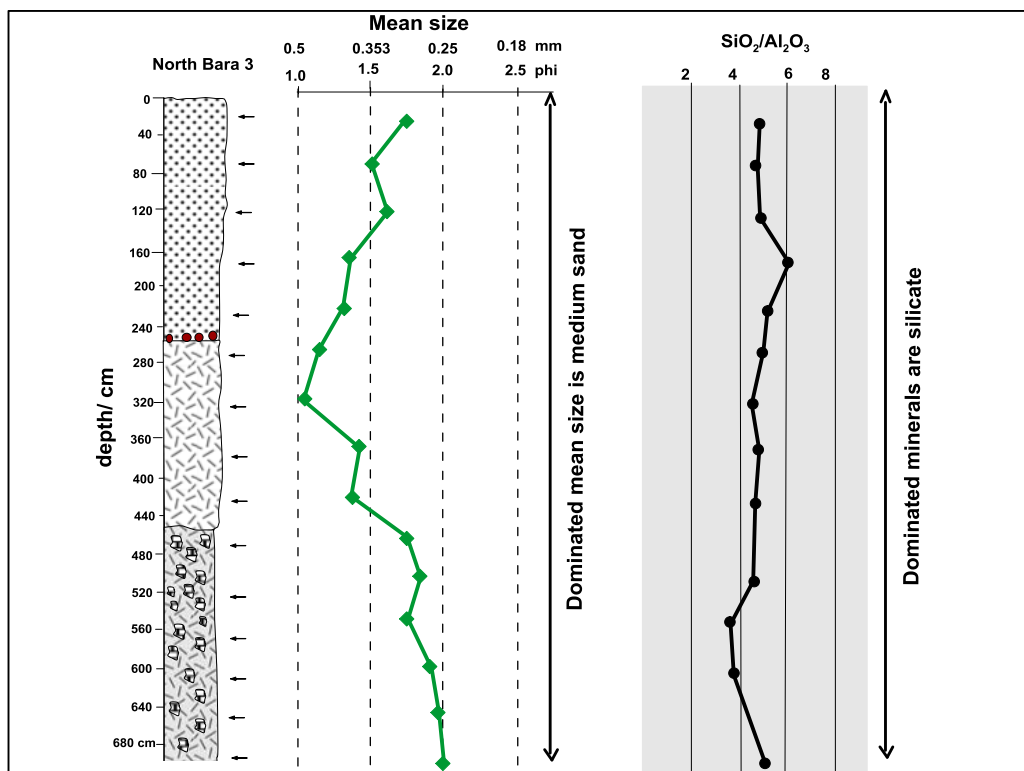 Mean size
0.5 0.353 0.25 0.18 mm
1.0 1.5 2.0 2.5 phi
North Bara 3
SiO₂/Al₂O₃
2 4 6 8
depth/ cm
0
40
80
120
160
200
240
280
320
360
400
440
480
520
560
600
640
680 cm
Dominated mean size is medium sand
Dominated minerals are silicate